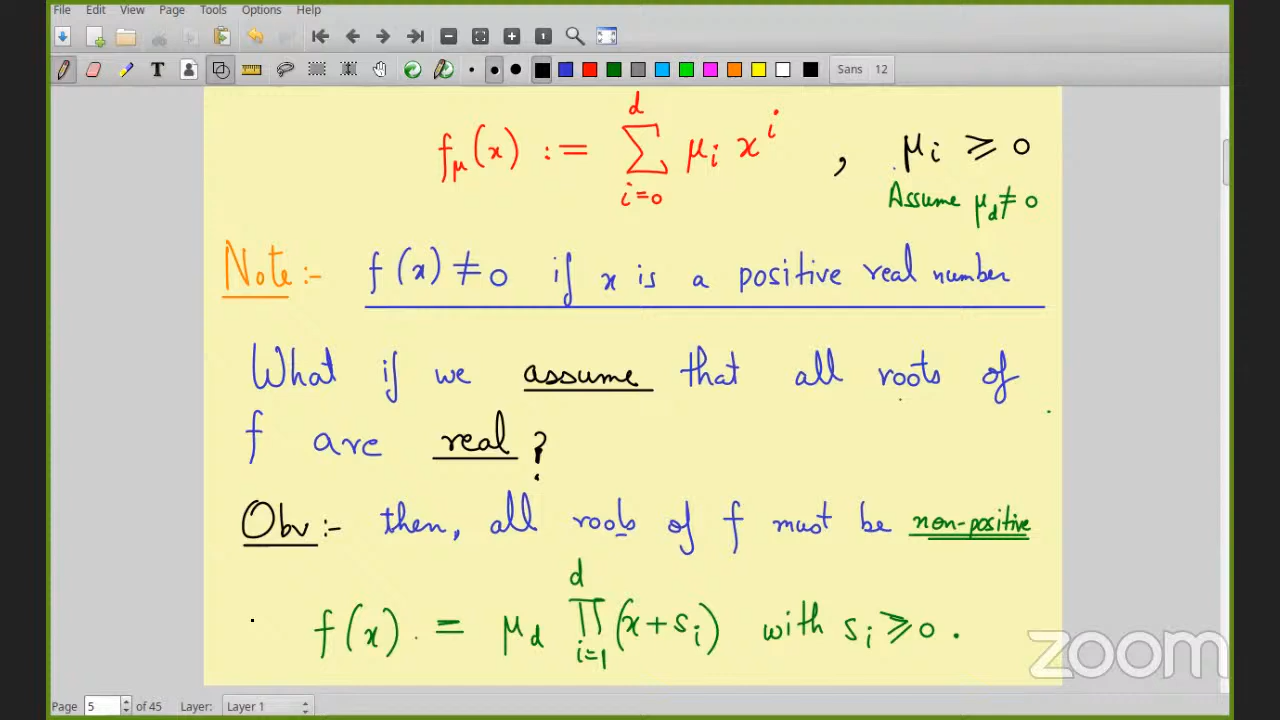 File Edit View Page Tools Options Help
Sans 12
f_μ(x) := ∑_{i=0}^{d} μ_i x^i , μ_i ⩾ 0
Assume μ_d ≠ 0
Note:- f(x) ≠ 0 if x is a positive real number
What if we assume that all roots of
f are real ?
Obv:- then, all roots of f must be non-positive
f(x) = μ_d ∏_{i=1}^{d} (x+s_i) with s_i ⩾ 0 .
zoom
Page 5 of 45 Layer: Layer 1